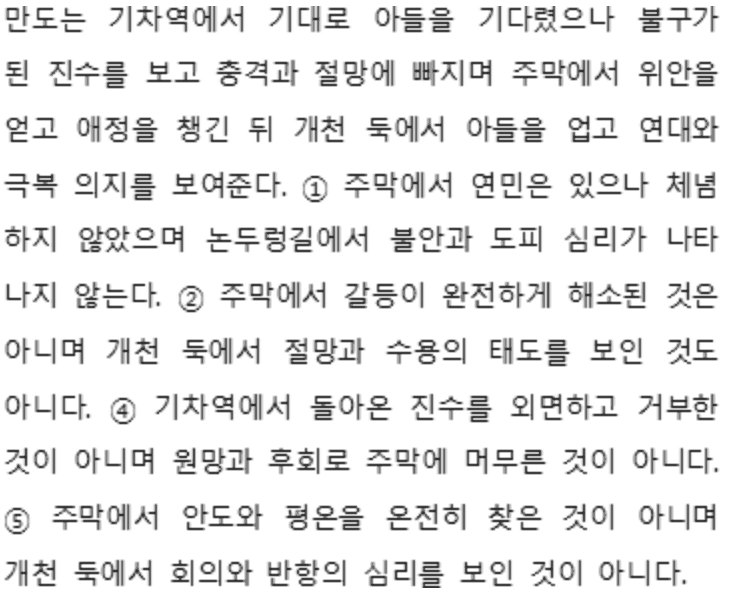 만도는 기차역에서 기대로 아들을 기다렸으나 불구가
된 진수를 보고 충격과 절망에 빠지며 주막에서 위안을
얻고 애정을 챙긴 뒤 개천 둑에서 아들을 업고 연대와
극복 의지를 보여준다. ① 주막에서 연민은 있으나 체념
하지 않았으며 논두렁길에서 불안과 도피 심리가 나타
나지 않는다. ② 주막에서 갈등이 완전하게 해소된 것은
아니며 개천 둑에서 절망과 수용의 태도를 보인 것도
아니다. ④ 기차역에서 돌아온 진수를 외면하고 거부한
것이 아니며 원망과 후회로 주막에 머무른 것이 아니다.
⑤ 주막에서 안도와 평온을 온전히 찾은 것이 아니며
개천 둑에서 회의와 반항의 심리를 보인 것이 아니다.